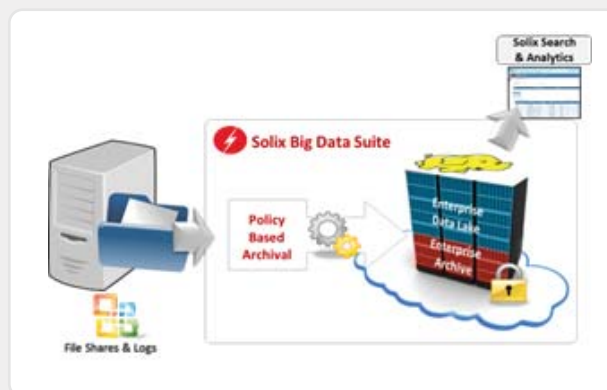 Solix Search
& Analytics
Solix Big Data Suite
Policy
Based
Archival
Enterprise
Data Lake
Enterprise
Archive
File Shares & Logs